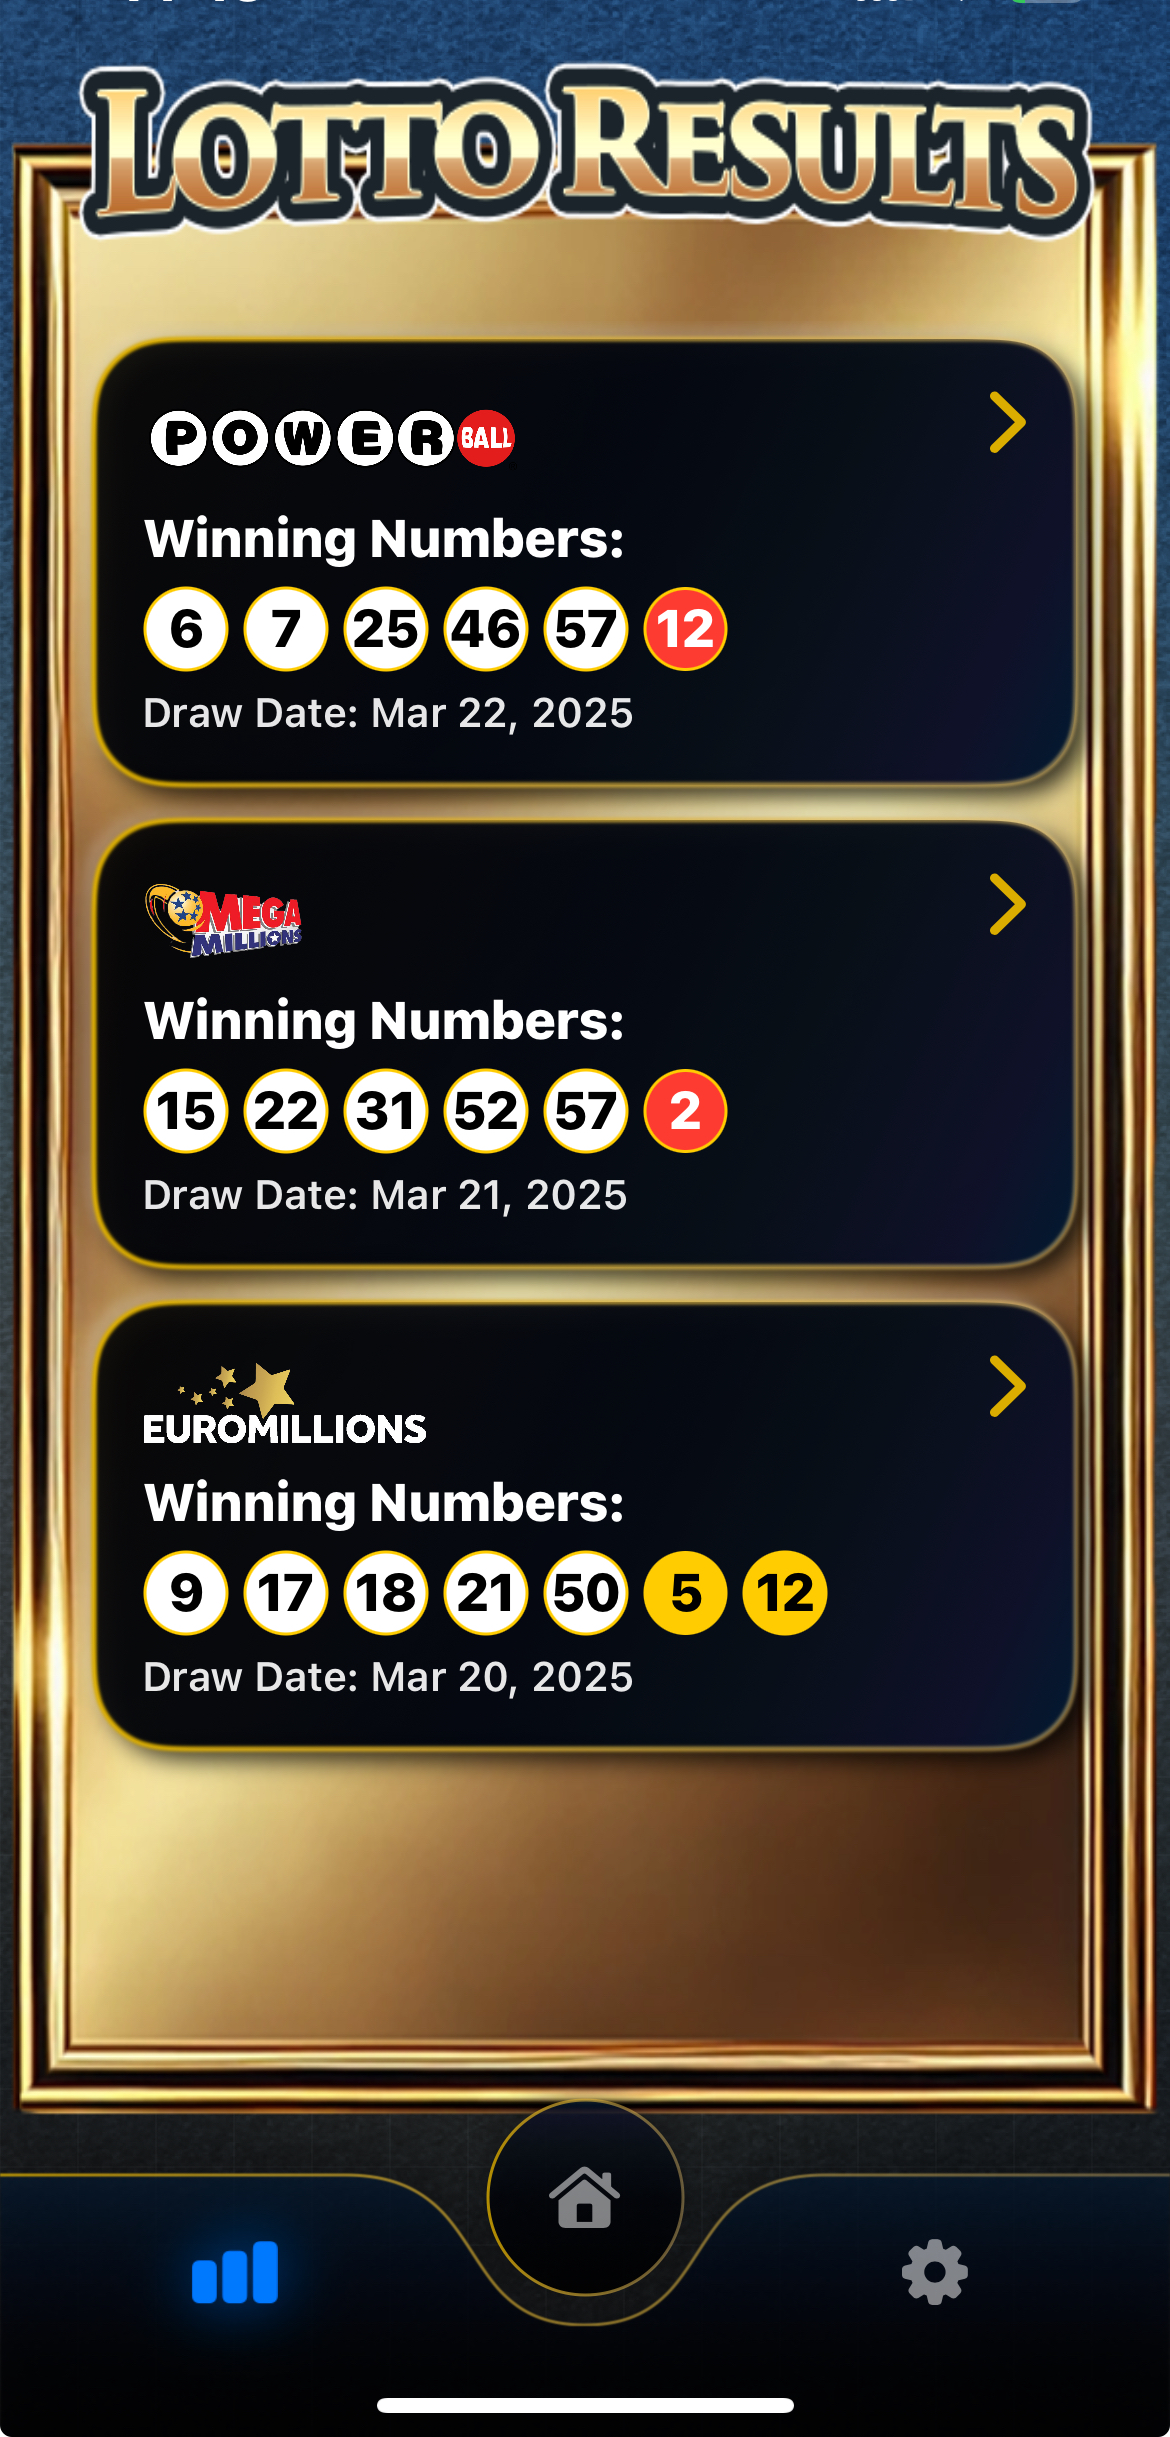 LOTTO RESULTS
POWERBALL
Winning Numbers:
6 7 25 46 57 12
Draw Date: Mar 22, 2025
MEGA
MILLIONS
Winning Numbers:
15 22 31 52 57 2
Draw Date: Mar 21, 2025
EUROMILLIONS
Winning Numbers:
9 17 18 21 50 5 12
Draw Date: Mar 20, 2025